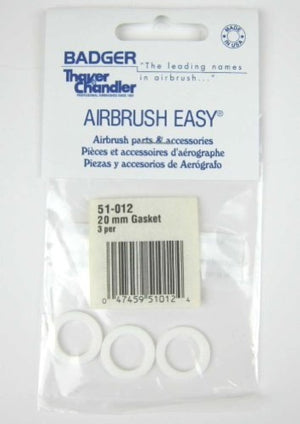 BADGER
Thayer
Chandler
"The leading names
in airbrush..."
MADE
IN USA
AIRBRUSH EASY®
Airbrush parts & accessories
Pièces et accessoires d'aérographe
Piezas y accesorios de Aerógrafo
51-012
20 mm Gasket
3 per
0 47459 51012 4